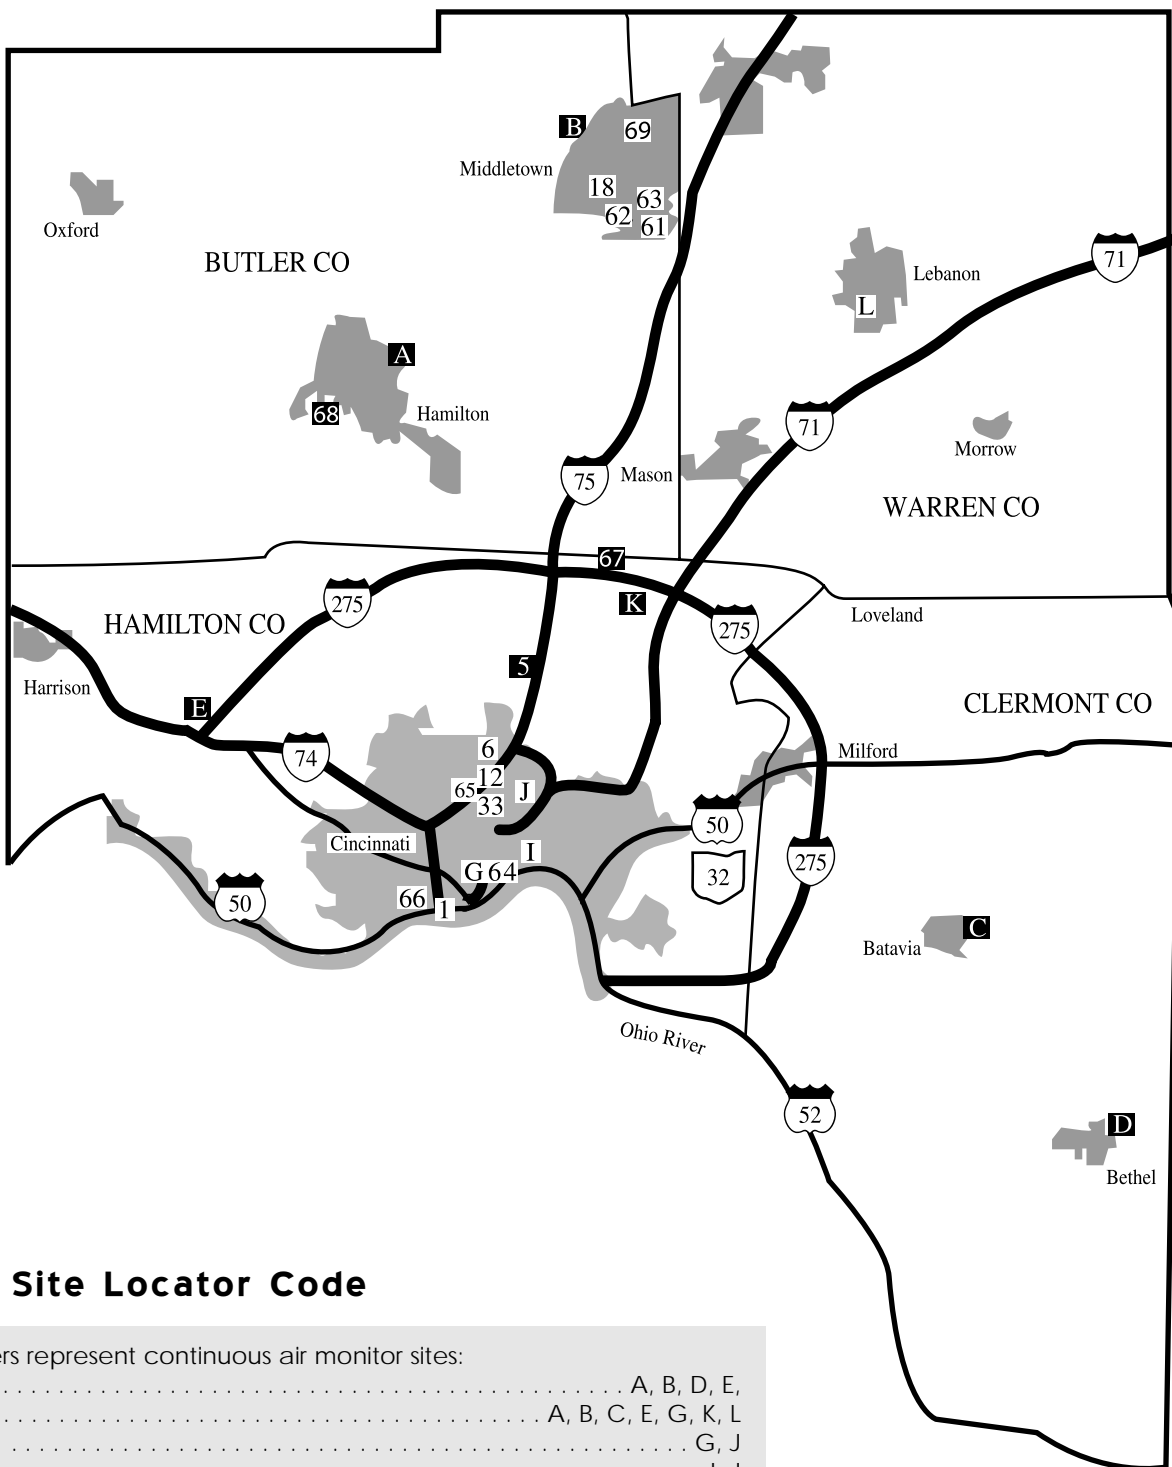 B
69
Middletown
18
63
62
61
Oxford
BUTLER CO
71
Lebanon
L
A
68
Hamilton
71
Morrow
75
Mason
WARREN CO
67
275
K
HAMILTON CO
275
Loveland
5
Harrison
E
CLERMONT CO
6
Milford
74
12
65
J
33
50
Cincinnati
I
275
G 64
32
66
1
50
C
Batavia
Ohio River
52
D
Bethel
Site Locator Code
represent continuous air monitor sites:
A, B, D, E,
A, B, C, E, G, K, L
G, J